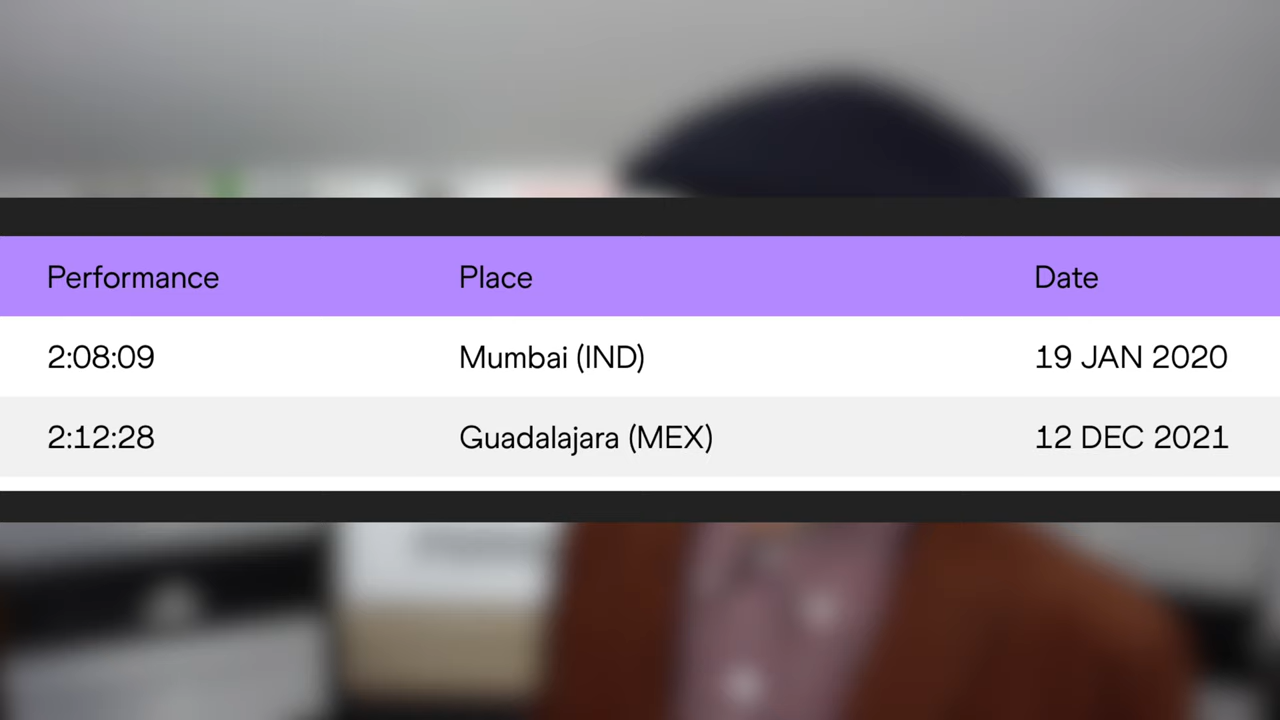 Performance Place Date
2:08:09 Mumbai (IND) 19 JAN 2020
2:12:28 Guadalajara (MEX) 12 DEC 2021